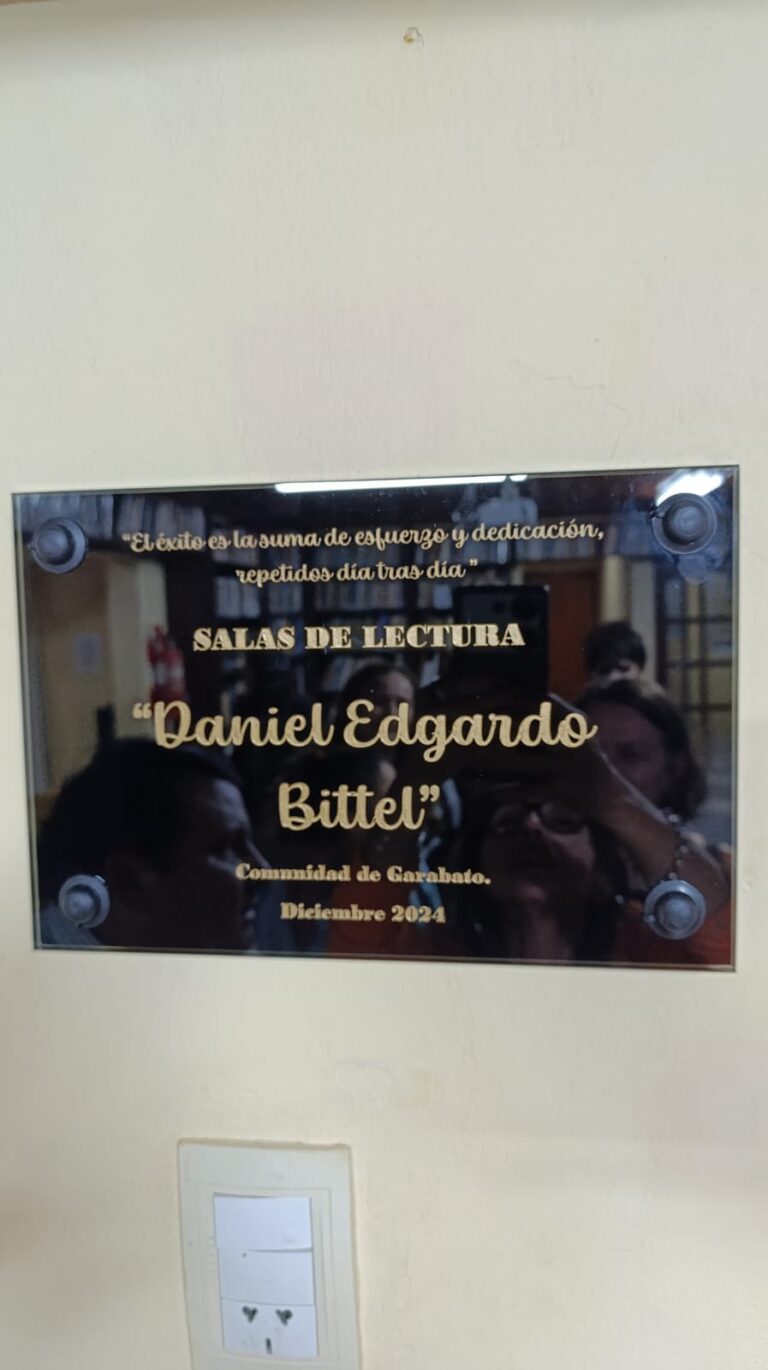 “El éxito es la suma de esfuerzo y dedicación,
repetidos día tras día”
SALAS DE LECTURA
“Daniel Edgardo
Bittel”
Comunidad de Garabato.
Diciembre 2024